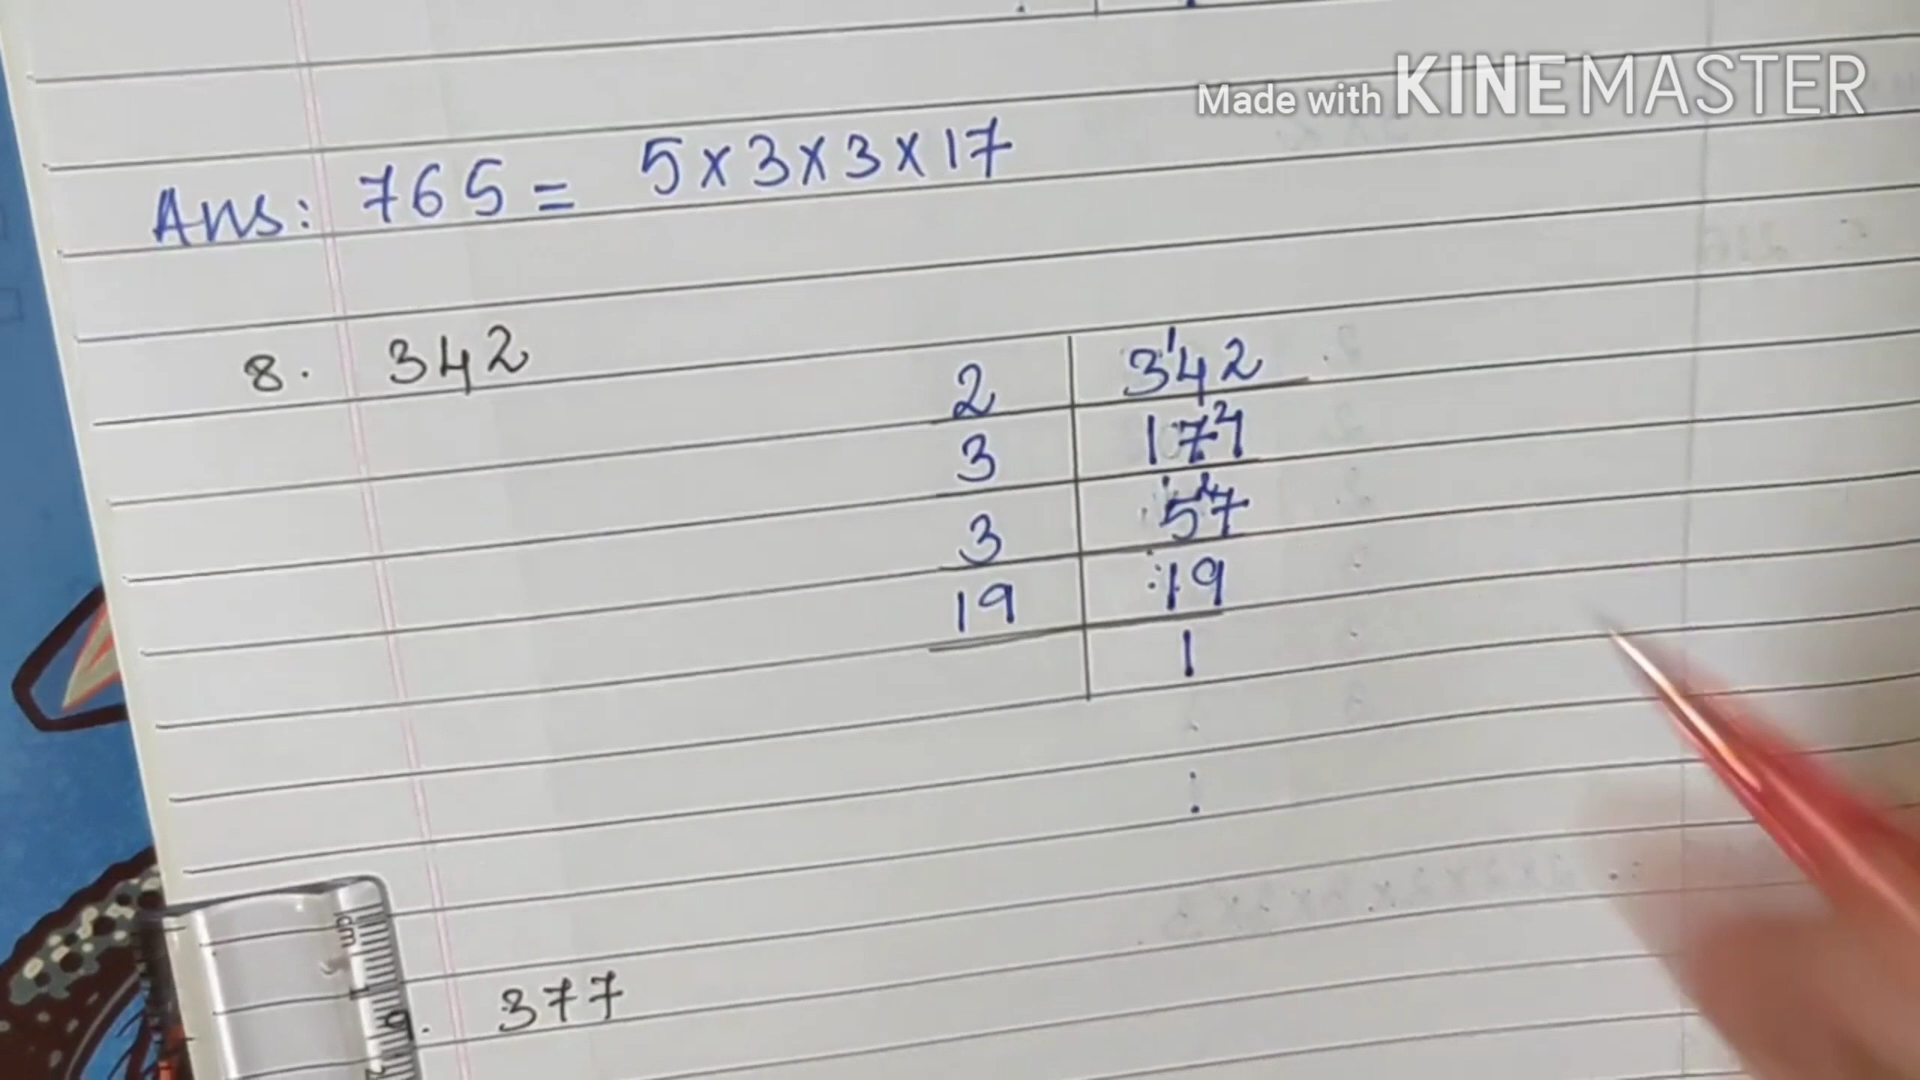 Made with KINEMASTER
Ans: 765 = 5×3×3×17
8. 342
2 | 342
3 | 171
3 | 57
19 | 19
1
9. 377